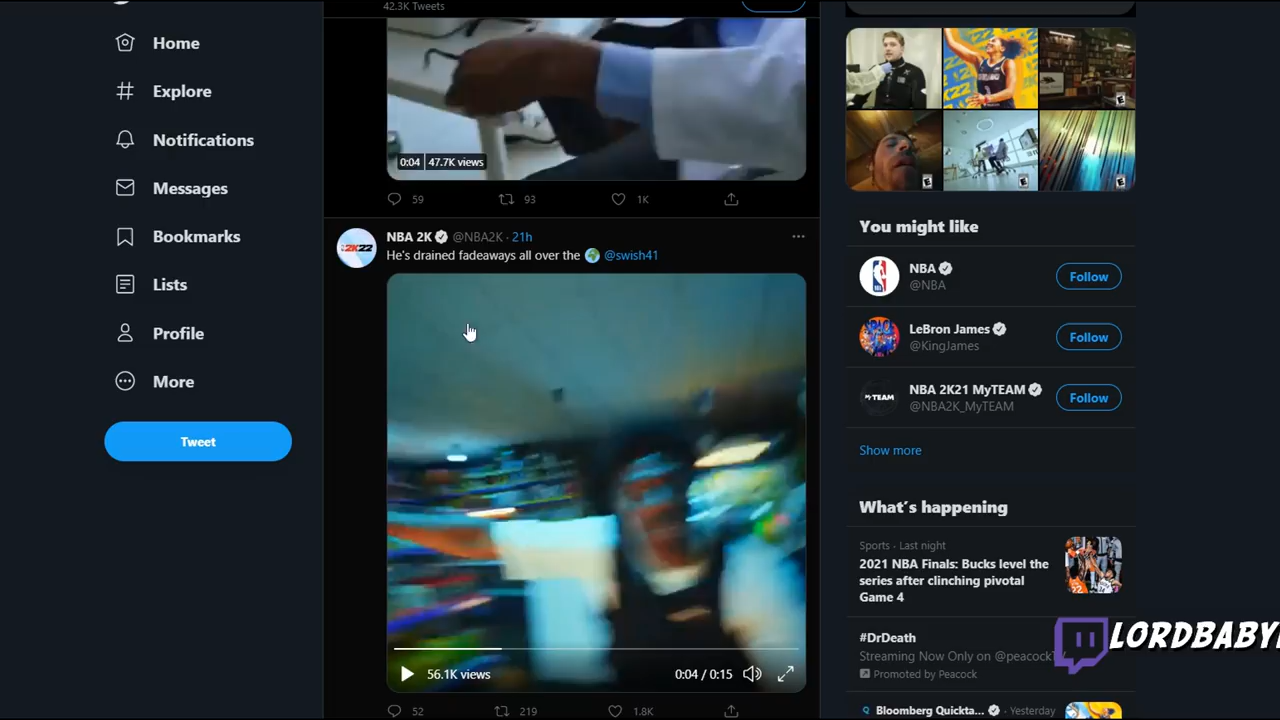 42.3K Tweets
Home
Explore
Notifications
Messages
Bookmarks
Lists
Profile
More
Tweet
0:04 47.7K views
59 93 1K
NBA 2K @NBA2K · 21h
He's drained fadeaways all over the 🌍 @swish41
2K22
56.1K views 0:04 / 0:15
52 219 1.8K
You might like
NBA
@NBA
Follow
LeBron James
@KingJames
Follow
NBA 2K21 MyTEAM
@NBA2K_MyTEAM
Follow
Show more
What's happening
Sports · Last night
2021 NBA Finals: Bucks level the
series after clinching pivotal
Game 4
#DrDeath
Streaming Now Only on @peacockT
Promoted by Peacock
Bloomberg Quickta... · Yesterday
LORDBABY